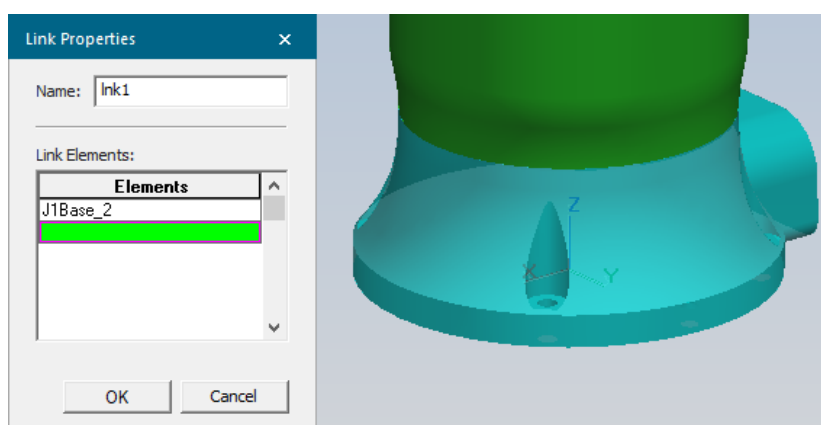 Link Properties
Name: lnk1
Link Elements:
Elements
J1Base_2
OK Cancel
Z
X Y